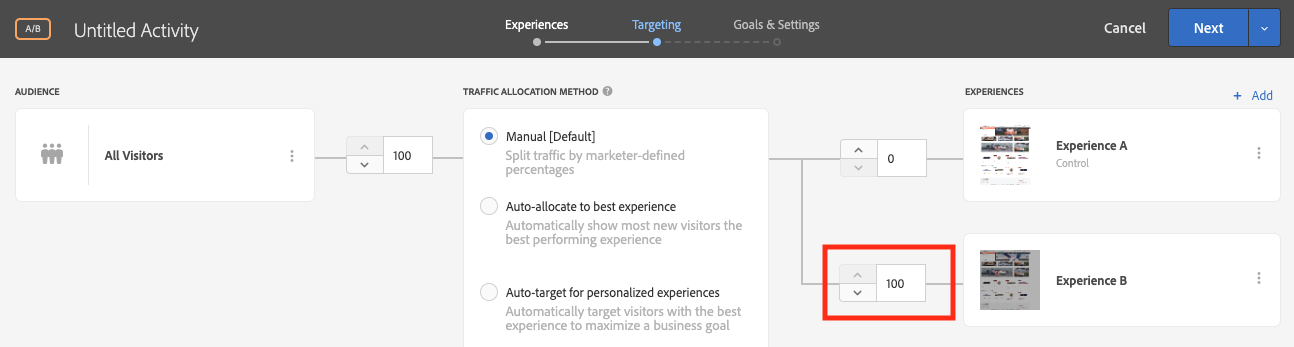 A/B
Untitled Activity
Experiences
Targeting
Goals & Settings
Cancel
Next
AUDIENCE
TRAFFIC ALLOCATION METHOD ?
EXPERIENCES
+ Add
All Visitors
100
Manual [Default]
Split traffic by marketer-defined
percentages
Auto-allocate to best experience
Automatically show most new visitors the
best performing experience
Auto-target for personalized experiences
Automatically target visitors with the best
experience to maximize a business goal
0
Experience A
Control
100
Experience B